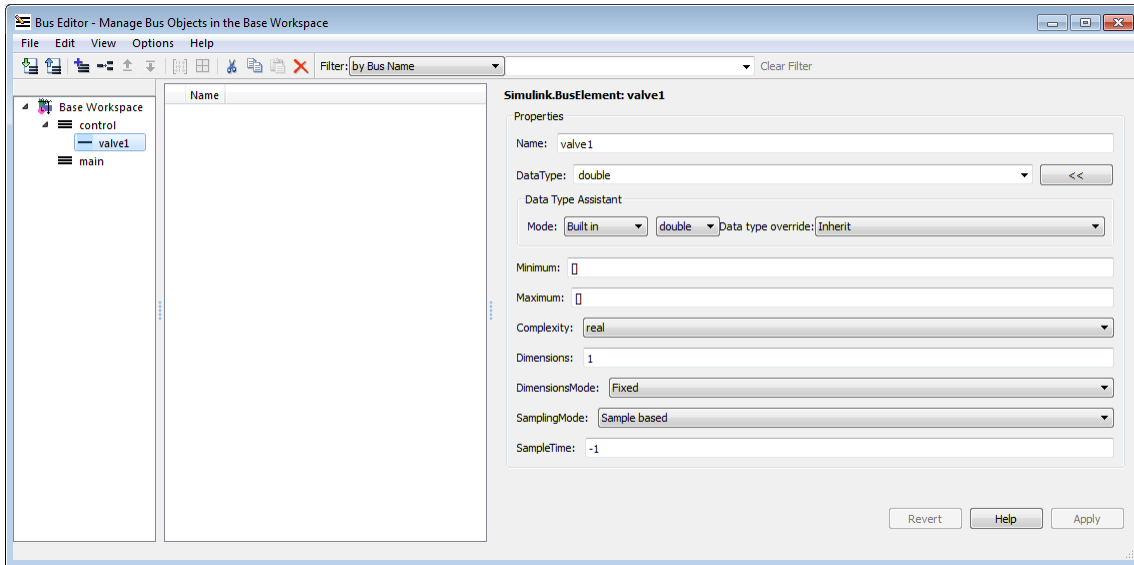 Bus Editor - Manage Bus Objects in the Base Workspace
File Edit View Options Help
Filter: by Bus Name Clear Filter
Base Workspace
control
valve1
main
Name
Simulink.BusElement: valve1
Properties
Name: valve1
DataType: double <<
Data Type Assistant
Mode: Built in double Data type override: Inherit
Minimum: []
Maximum: []
Complexity: real
Dimensions: 1
DimensionsMode: Fixed
SamplingMode: Sample based
SampleTime: -1
Revert Help Apply